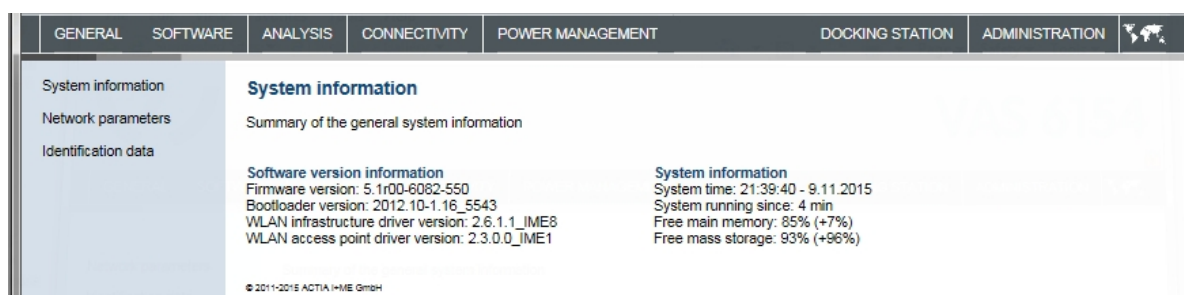 GENERAL SOFTWARE ANALYSIS CONNECTIVITY POWER MANAGEMENT DOCKING STATION ADMINISTRATION
System information
Network parameters
Identification data
System information
Summary of the general system information
Software version information
Firmware version: 5.1r00-6082-550
Bootloader version: 2012.10-1.16_5543
WLAN infrastructure driver version: 2.6.1.1_IME8
WLAN access point driver version: 2.3.0.0_IME1
System information
System time: 21:39:40 - 9.11.2015
System running since: 4 min
Free main memory: 85% (+7%)
Free mass storage: 93% (+96%)
© 2011-2015 ACTIA I+ME GmbH